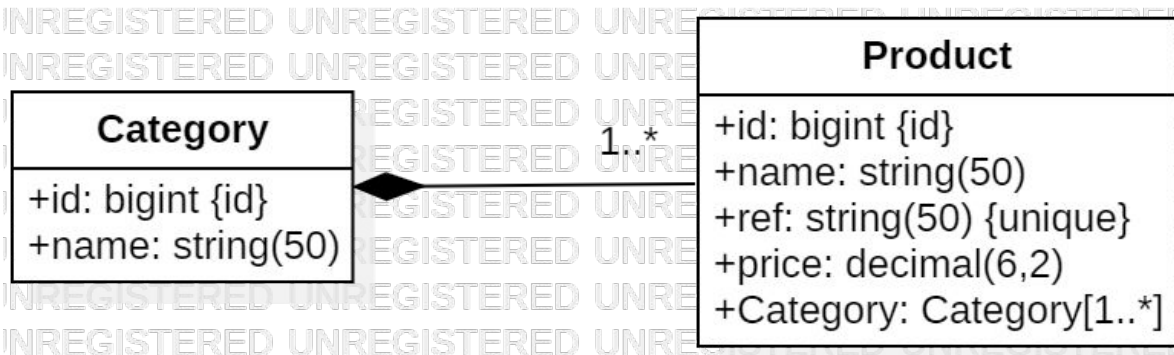 UNREGISTERED UNREGISTERED UNREGISTERED UNREGISTERED
UNREGISTERED UNREGISTERED
Category
+id: bigint {id}
+name: string(50)
1..*
Product
+id: bigint {id}
+name: string(50)
+ref: string(50) {unique}
+price: decimal(6,2)
+Category: Category[1..*]